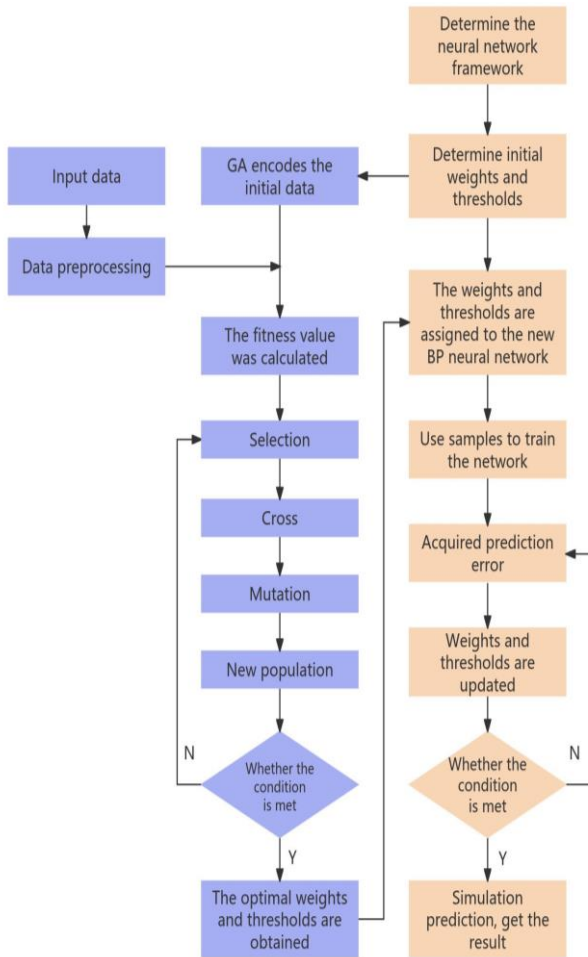 Determine the
neural network
framework
Input data
GA encodes the
initial data
Determine initial
weights and
thresholds
Data preprocessing
The fitness value
was calculated
The weights and
thresholds are
assigned to the new
BP neural network
Selection
Use samples to train
the network
Cross
Acquired prediction
error
Mutation
New population
Weights and
thresholds are
updated
N
Whether the
condition
is met
N
Whether the
condition
is met
Y
Y
The optimal weights
and thresholds are
obtained
Simulation
prediction, get the
result